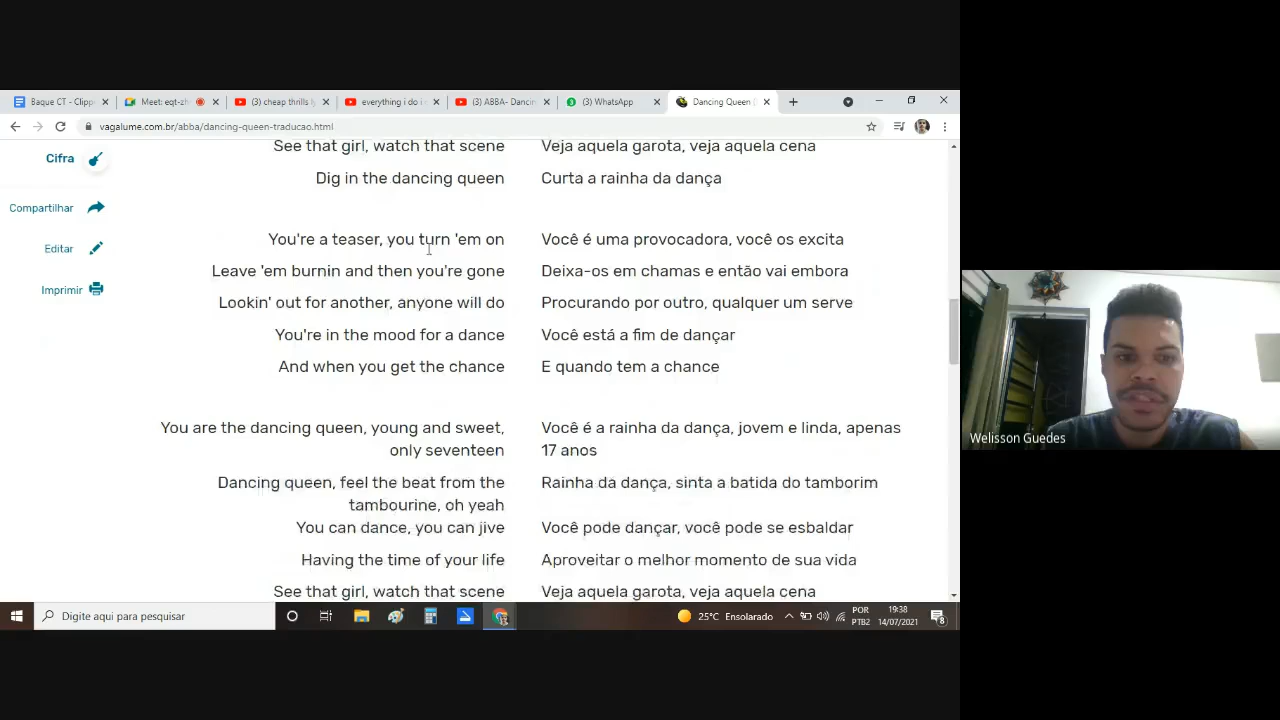 Baque CT - Clipp
Meet: eqt-zh
(3) cheap thrills ly
everything i do i
(3) ABBA- Dancin
(3) WhatsApp
Dancing Queen (
vagalume.com.br/abba/dancing-queen-traducao.html
Cifra
Compartilhar
Editar
Imprimir
See that girl, watch that scene
Veja aquela garota, veja aquela cena
Dig in the dancing queen
Curta a rainha da dança
You're a teaser, you turn 'em on
Você é uma provocadora, você os excita
Leave 'em burnin and then you're gone
Deixa-os em chamas e então vai embora
Lookin' out for another, anyone will do
Procurando por outro, qualquer um serve
You're in the mood for a dance
Você está a fim de dançar
And when you get the chance
E quando tem a chance
You are the dancing queen, young and sweet,
only seventeen
Você é a rainha da dança, jovem e linda, apenas
17 anos
Dancing queen, feel the beat from the
tambourine, oh yeah
Rainha da dança, sinta a batida do tamborim
You can dance, you can jive
Você pode dançar, você pode se esbaldar
Having the time of your life
Aproveitar o melhor momento de sua vida
See that girl, watch that scene
Veja aquela garota, veja aquela cena
Welisson Guedes
Digite aqui para pesquisar
25°C Ensolarado
POR
PTB2
19:38
14/07/2021
8